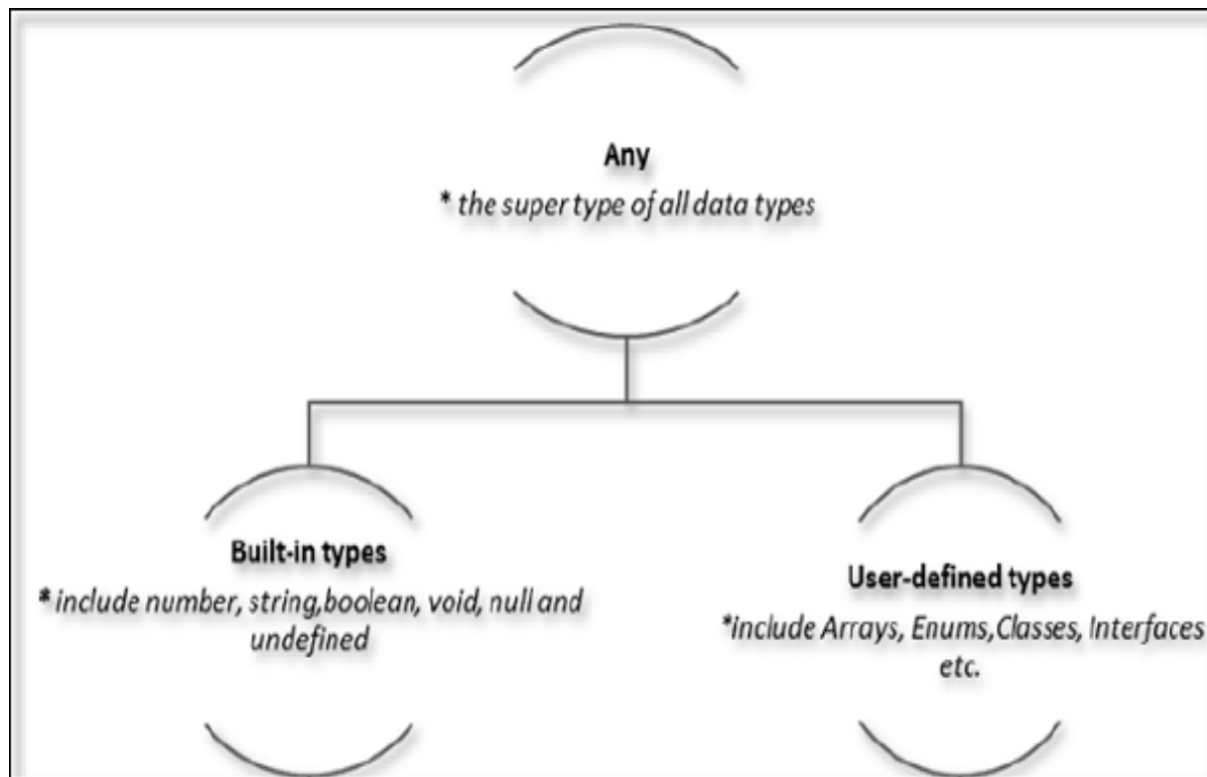 Any
* the super type of all data types
Built-in types
* include number, string,boolean, void, null and
undefined
User-defined types
*include Arrays, Enums,Classes, Interfaces
etc.